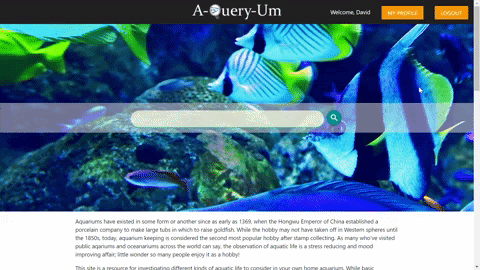 A-Query-Um
Welcome, David
MY PROFILE
LOGOUT
Aquariums have existed in some form or another since as early as 1369, when the Hongwu Emperor of China established a
porcelain company to make large tubs in which to raise goldfish. While the hobby may not have taken off in Western spheres until
the 1850s, today, aquarium keeping is considered the second most popular hobby after stamp collecting. As many who've visited
public aquariums and oceanariums across the world can say, the observation of aquatic life is a stress reducing and mood
improving affair; little wonder so many people enjoy it as a hobby!
This site is a resource for investigating different kinds of aquatic life to consider in your own home aquarium. While basic